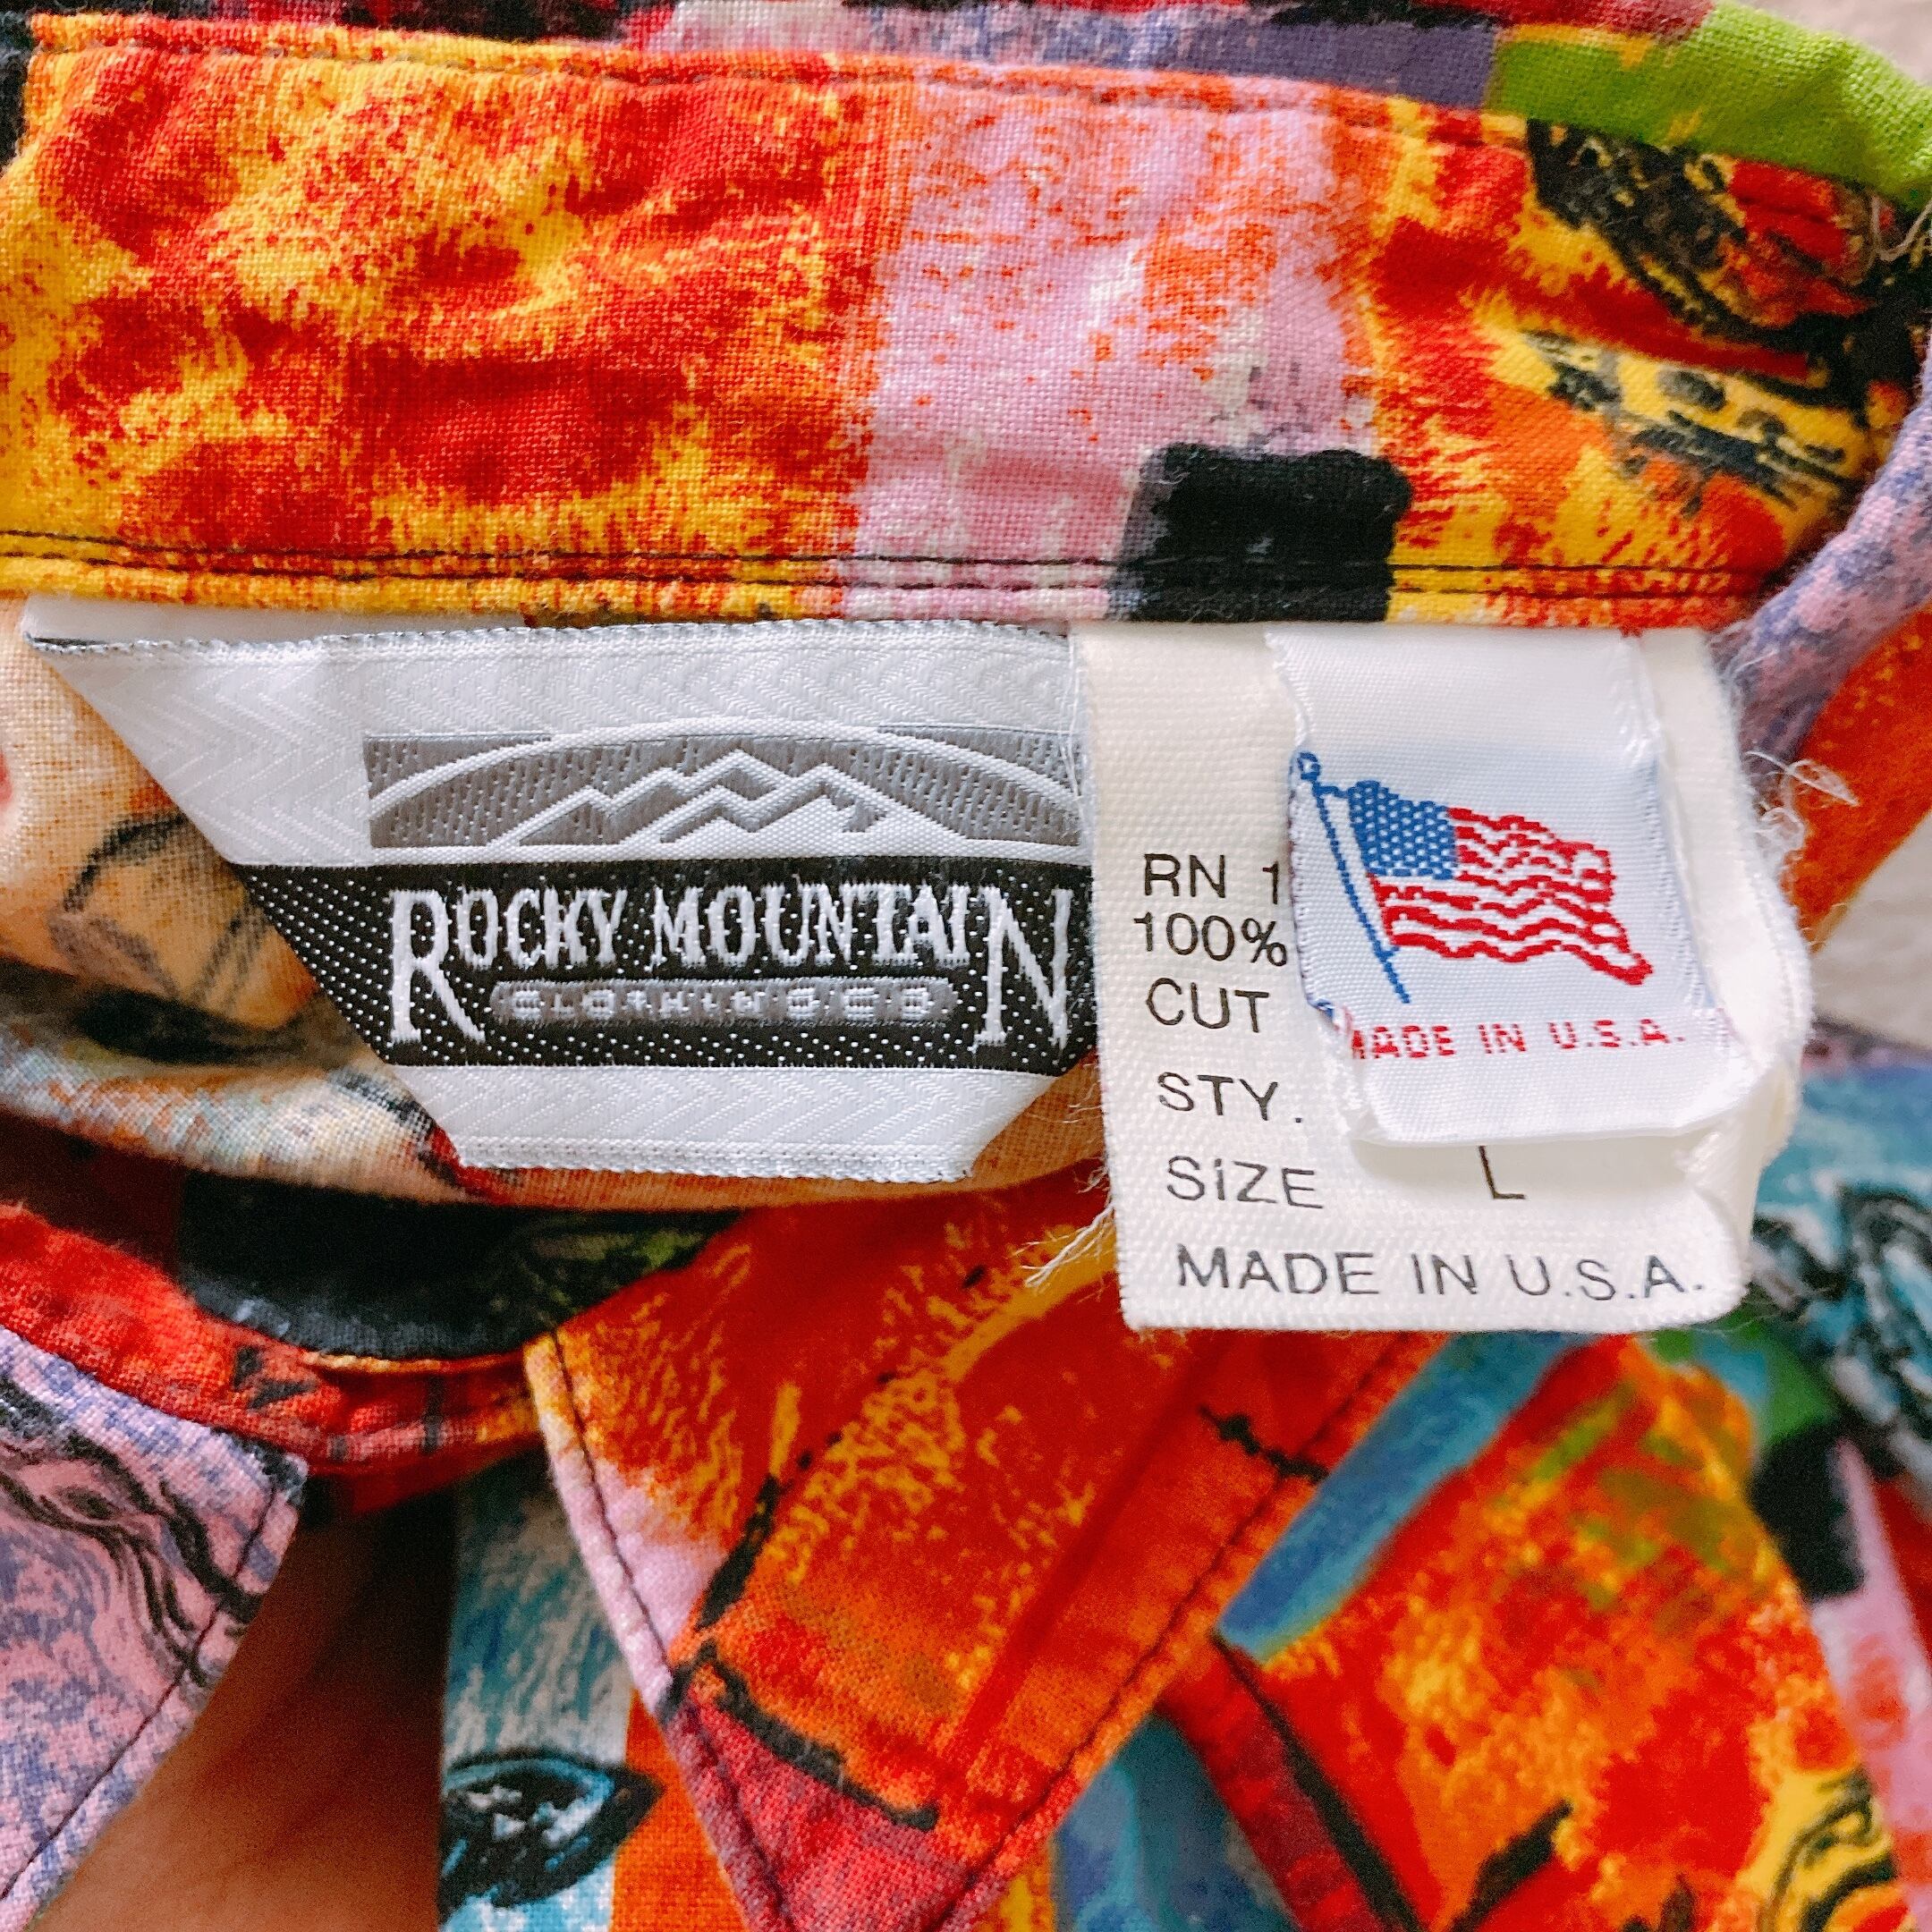 ROCKY MOUNTAIN
CLOTHING CO
RN 1
100%
CUT
STY.
SIZE L
MADE IN U.S.A.
MADE IN U.S.A.